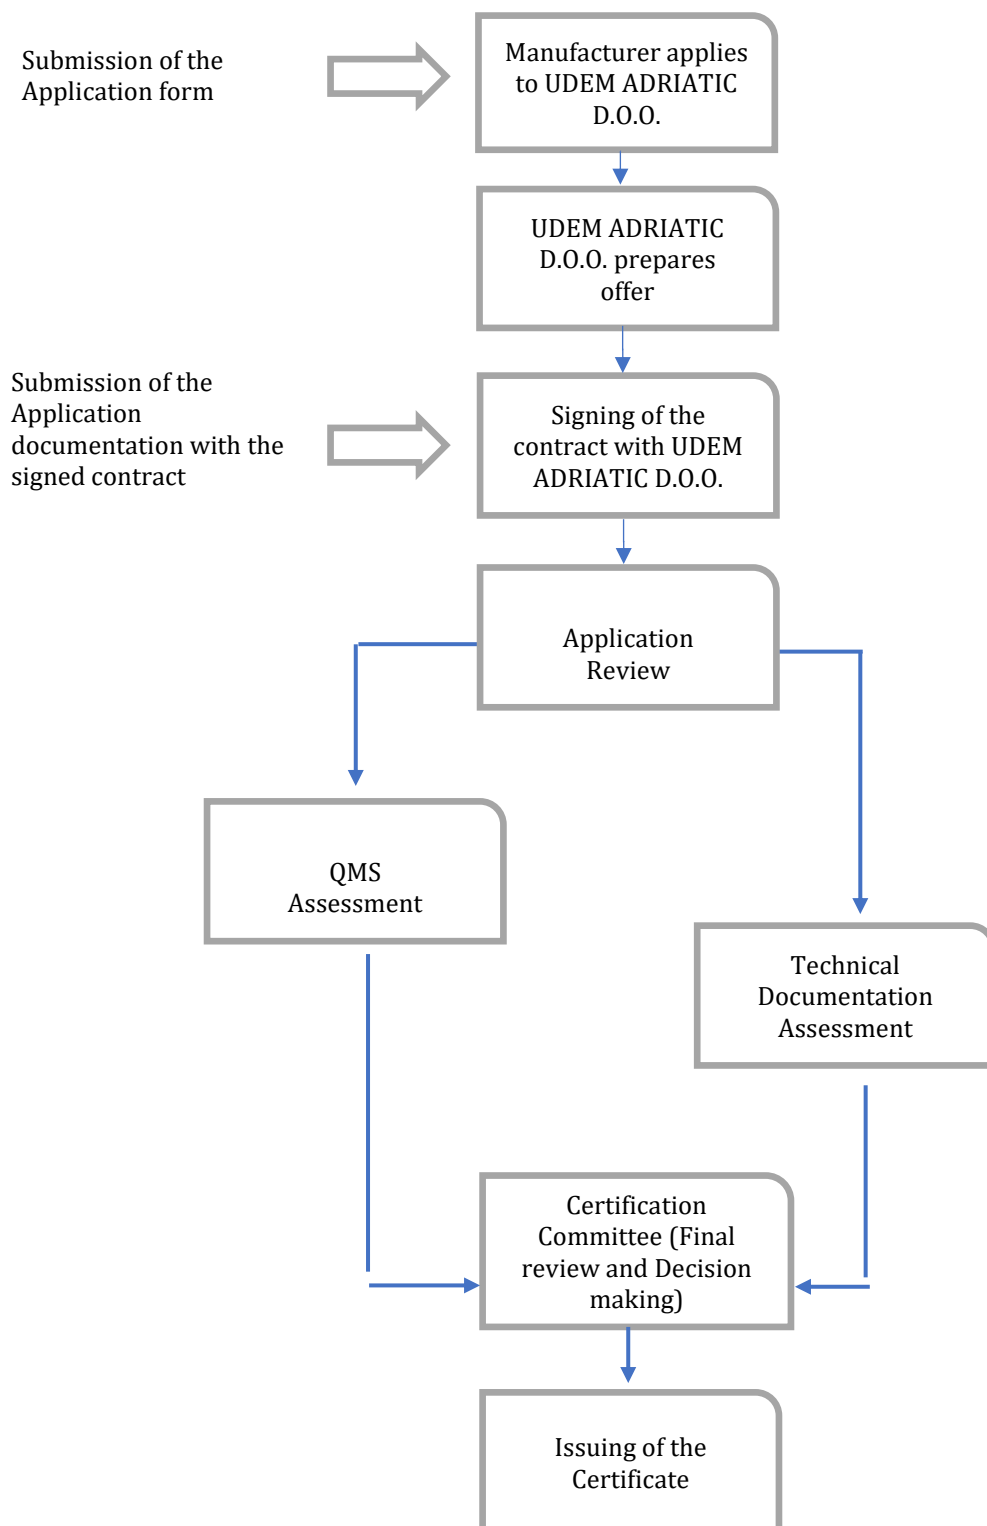 Submission of the
Application form
Manufacturer applies
to UDEM ADRIATIC
D.O.O.
UDEM ADRIATIC
D.O.O. prepares
offer
Submission of the
Application
documentation with the
signed contract
Signing of the
contract with UDEM
ADRIATIC D.O.O.
Application
Review
QMS
Assessment
Technical
Documentation
Assessment
Certification
Committee (Final
review and Decision
making)
Issuing of the
Certificate